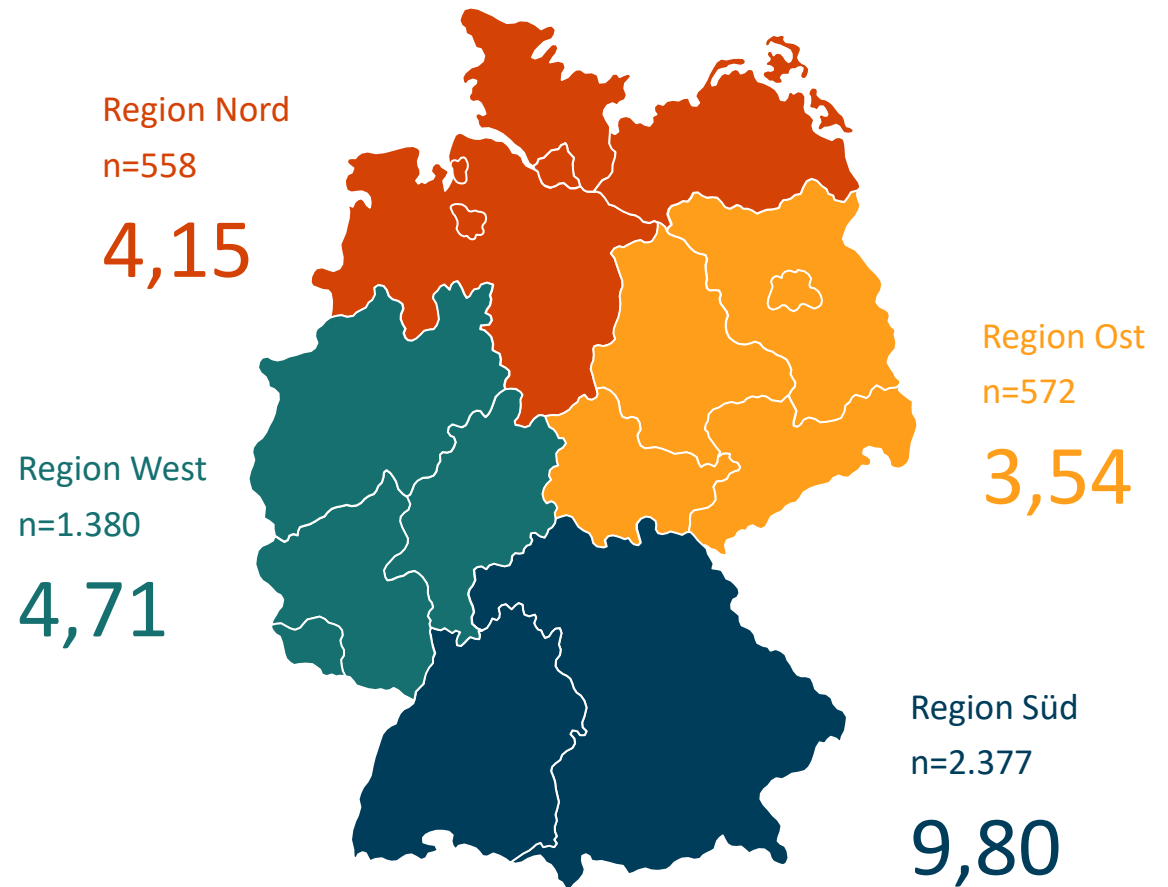 Region Nord
n=558
4,15
Region Ost
n=572
3,54
Region West
n=1.380
4,71
Region Süd
n=2.377
9,80